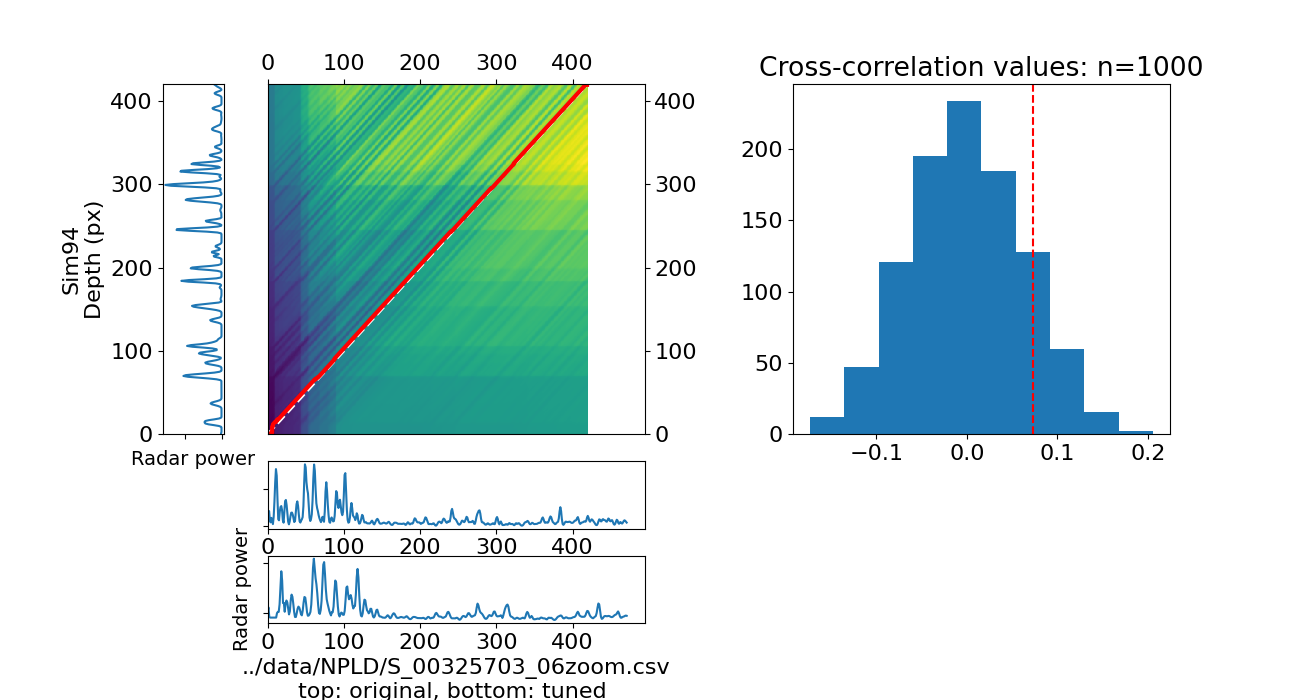 0 100 200 300 400
Cross-correlation values: n=1000
400
300
200
100
0
Sim94
Depth (px)
Radar power
400
300
200
100
0
200
150
100
50
0
−0.1 0.0 0.1 0.2
0 100 200 300 400
Radar power
0 100 200 300 400
../data/NPLD/S_00325703_06zoom.csv
top: original, bottom: tuned